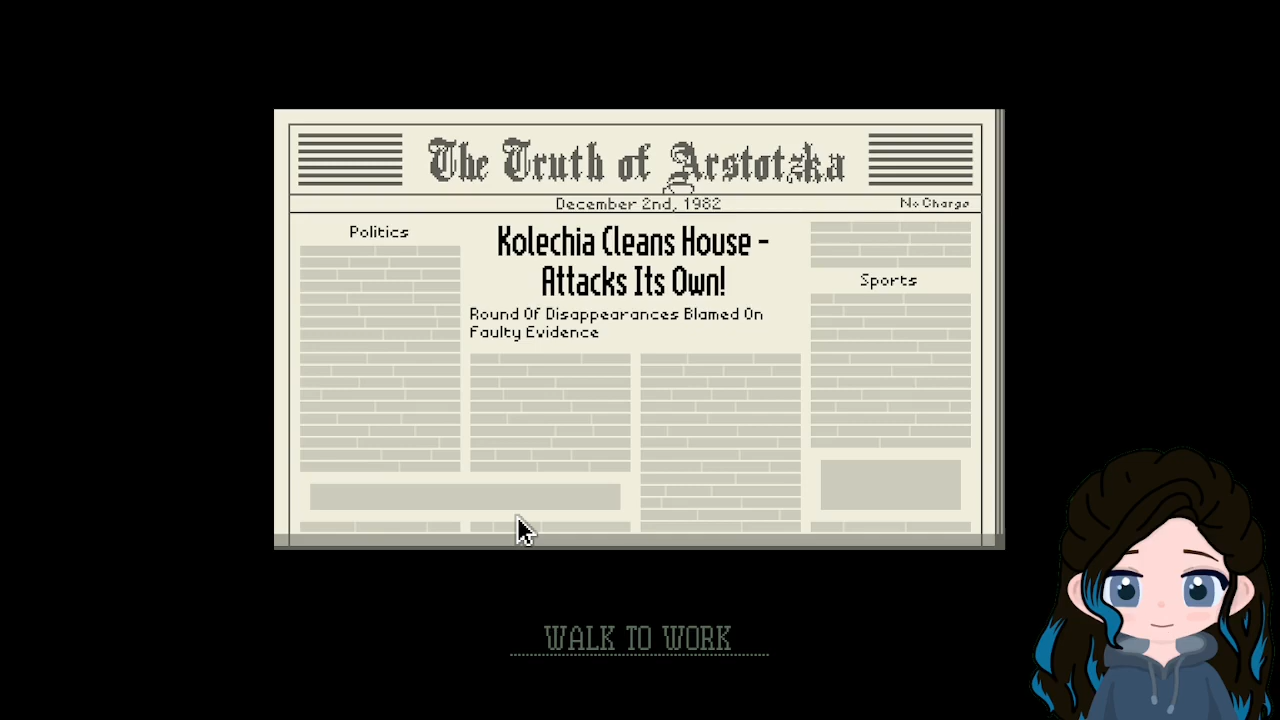 The Truth of Arstotzka
December 2nd, 1982
No Charge
Politics
Kolechia Cleans House -
Attacks Its Own!
Round Of Disappearances Blamed On
Faulty Evidence
Sports
WALK TO WORK